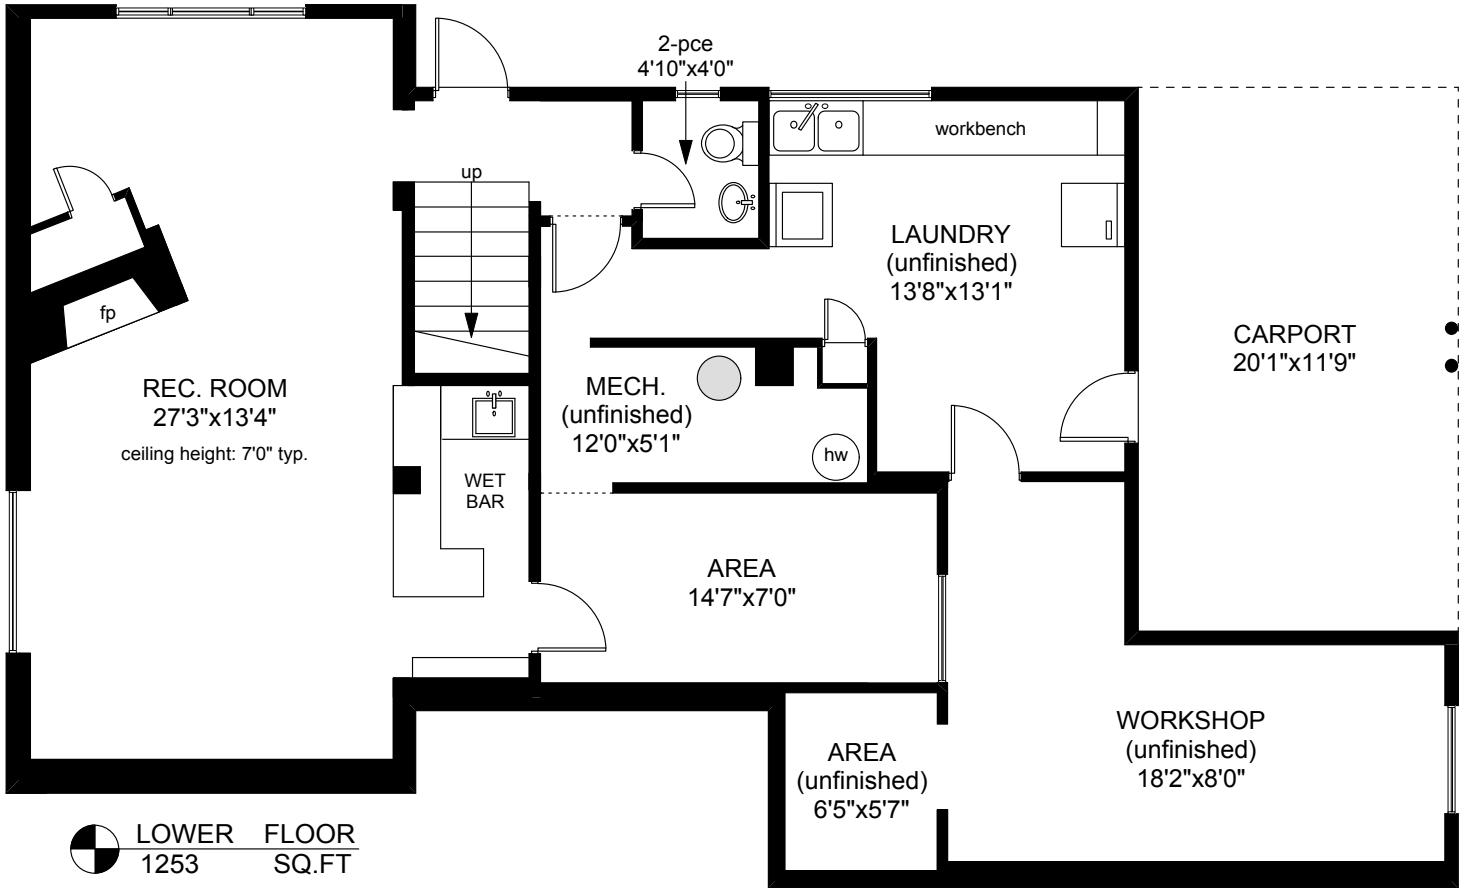 2-pce
4'10"x4'0"
workbench
up
LAUNDRY
(unfinished)
13'8"x13'1"
fp
CARPORT
20'1"x11'9"
REC. ROOM
27'3"x13'4"
ceiling height: 7'0" typ.
MECH.
(unfinished)
12'0"x5'1"
hw
WET
BAR
AREA
14'7"x7'0"
WORKSHOP
(unfinished)
18'2"x8'0"
AREA
(unfinished)
6'5"x5'7"
LOWER FLOOR
1253 SQ.FT